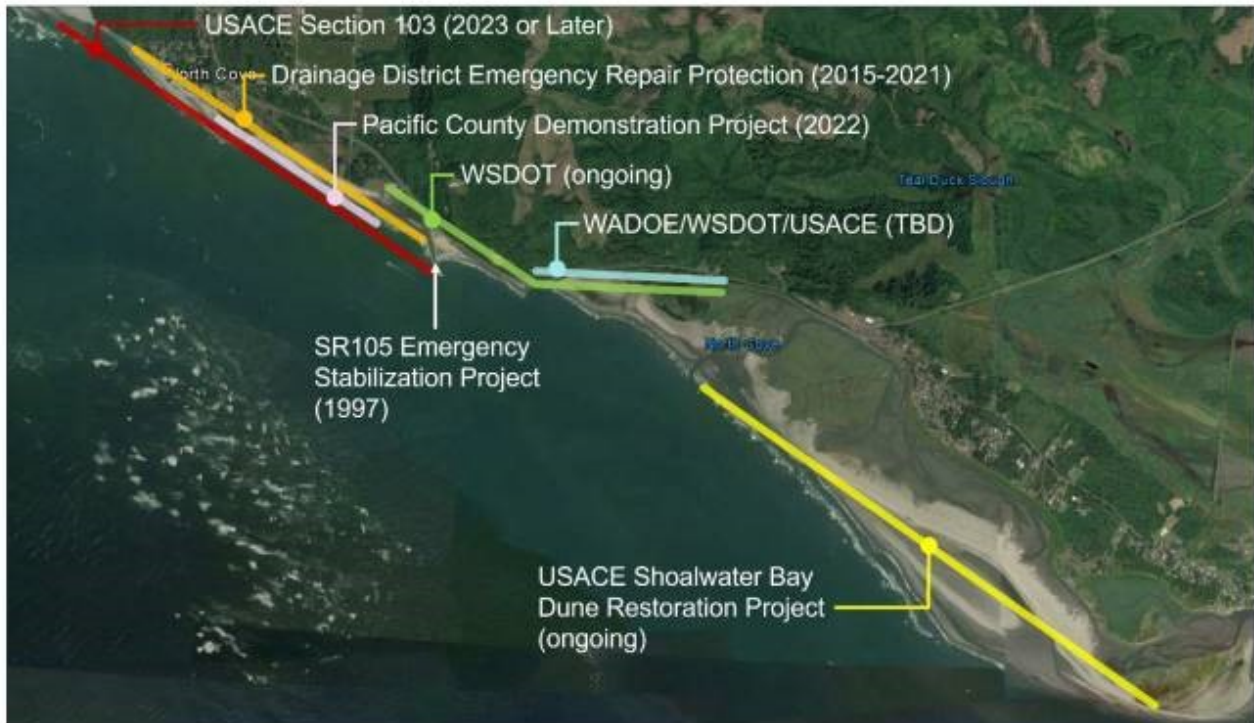 USACE Section 103 (2023 or Later)
North Cove
Drainage District Emergency Repair Protection (2015-2021)
Pacific County Demonstration Project (2022)
WSDOT (ongoing)
Teal Duck Slough
WADOE/WSDOT/USACE (TBD)
SR105 Emergency
Stabilization Project
(1997)
North Cove
USACE Shoalwater Bay
Dune Restoration Project
(ongoing)